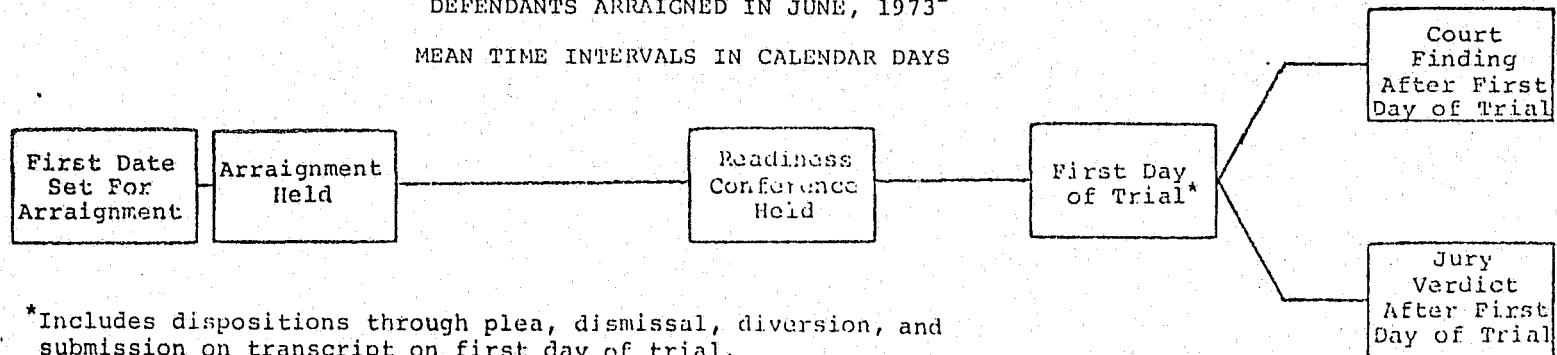 DEFENDANTS ARRAIGNED IN JUNE, 1973
MEAN TIME INTERVALS IN CALENDAR DAYS
First Date
Set For
Arraignment
Arraignment
Held
Readiness
Conference
Held
First Day
of Trial*
Court
Finding
After First
Day of Trial
Jury
Verdict
After First
Day of Trial
*Includes dispositions through plea, dismissal, diversion, and
submission on transcript on first day of trial.